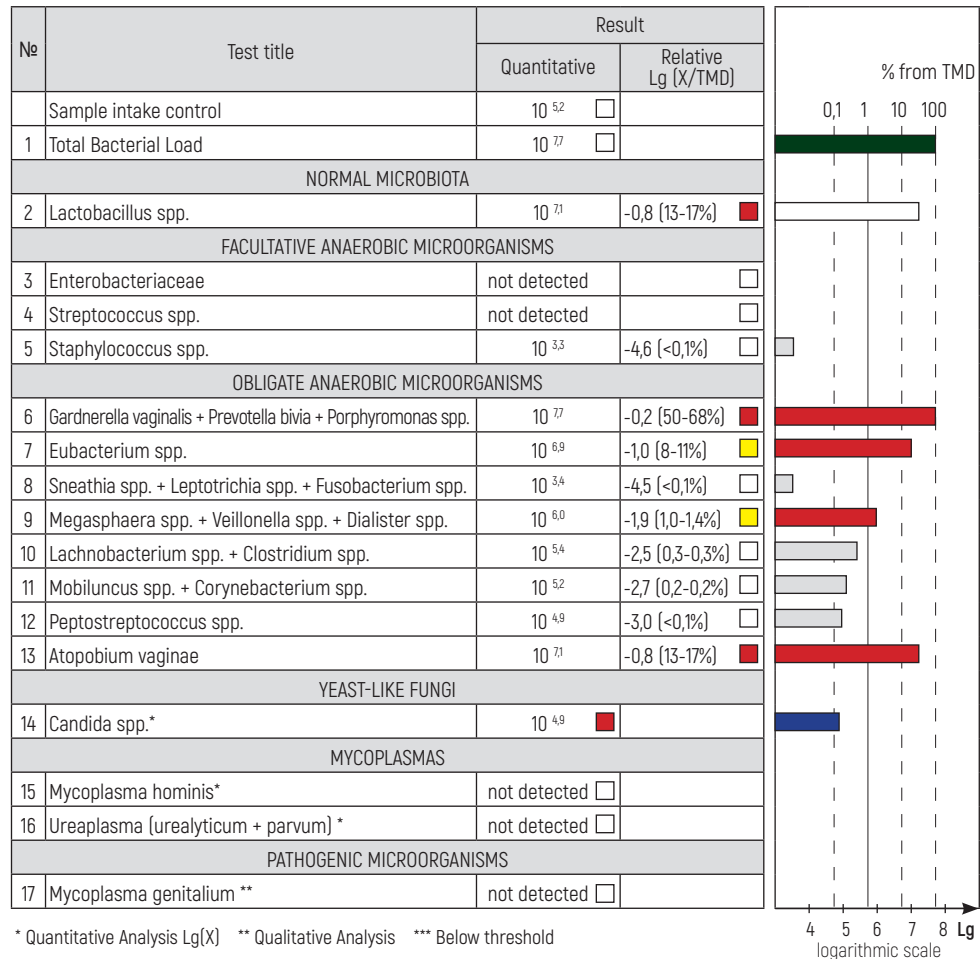 № Test title Result
Quantitative Relative Lg (X/TMD)
% from TMD
0,1 1 10 100
Sample intake control 10 5,2
1 Total Bacterial Load 10 7,7
NORMAL MICROBIOTA
2 Lactobacillus spp. 10 7,1 -0,8 (13-17%)
FACULTATIVE ANAEROBIC MICROORGANISMS
3 Enterobacteriaceae not detected
4 Streptococcus spp. not detected
5 Staphylococcus spp. 10 3,3 -4,6 (<0,1%)
OBLIGATE ANAEROBIC MICROORGANISMS
6 Gardnerella vaginalis + Prevotella bivia + Porphyromonas spp. 10 7,7 -0,2 (50-68%)
7 Eubacterium spp. 10 6,9 -1,0 (8-11%)
8 Sneathia spp. + Leptotrichia spp. + Fusobacterium spp. 10 3,4 -4,5 (<0,1%)
9 Megasphaera spp. + Veillonella spp. + Dialister spp. 10 6,0 -1,9 (1,0-1,4%)
10 Lachnobacterium spp. + Clostridium spp. 10 5,4 -2,5 (0,3-0,3%)
11 Mobiluncus spp. + Corynebacterium spp. 10 5,2 -2,7 (0,2-0,2%)
12 Peptostreptococcus spp. 10 4,9 -3,0 (<0,1%)
13 Atopobium vaginae 10 7,1 -0,8 (13-17%)
YEAST-LIKE FUNGI
14 Candida spp.* 10 4,9
MYCOPLASMAS
15 Mycoplasma hominis* not detected
16 Ureaplasma (urealyticum + parvum) * not detected
PATHOGENIC MICROORGANISMS
17 Mycoplasma genitalium ** not detected
4 5 6 7 8 Lg
logarithmic scale
* Quantitative Analysis Lg(X) ** Qualitative Analysis *** Below threshold